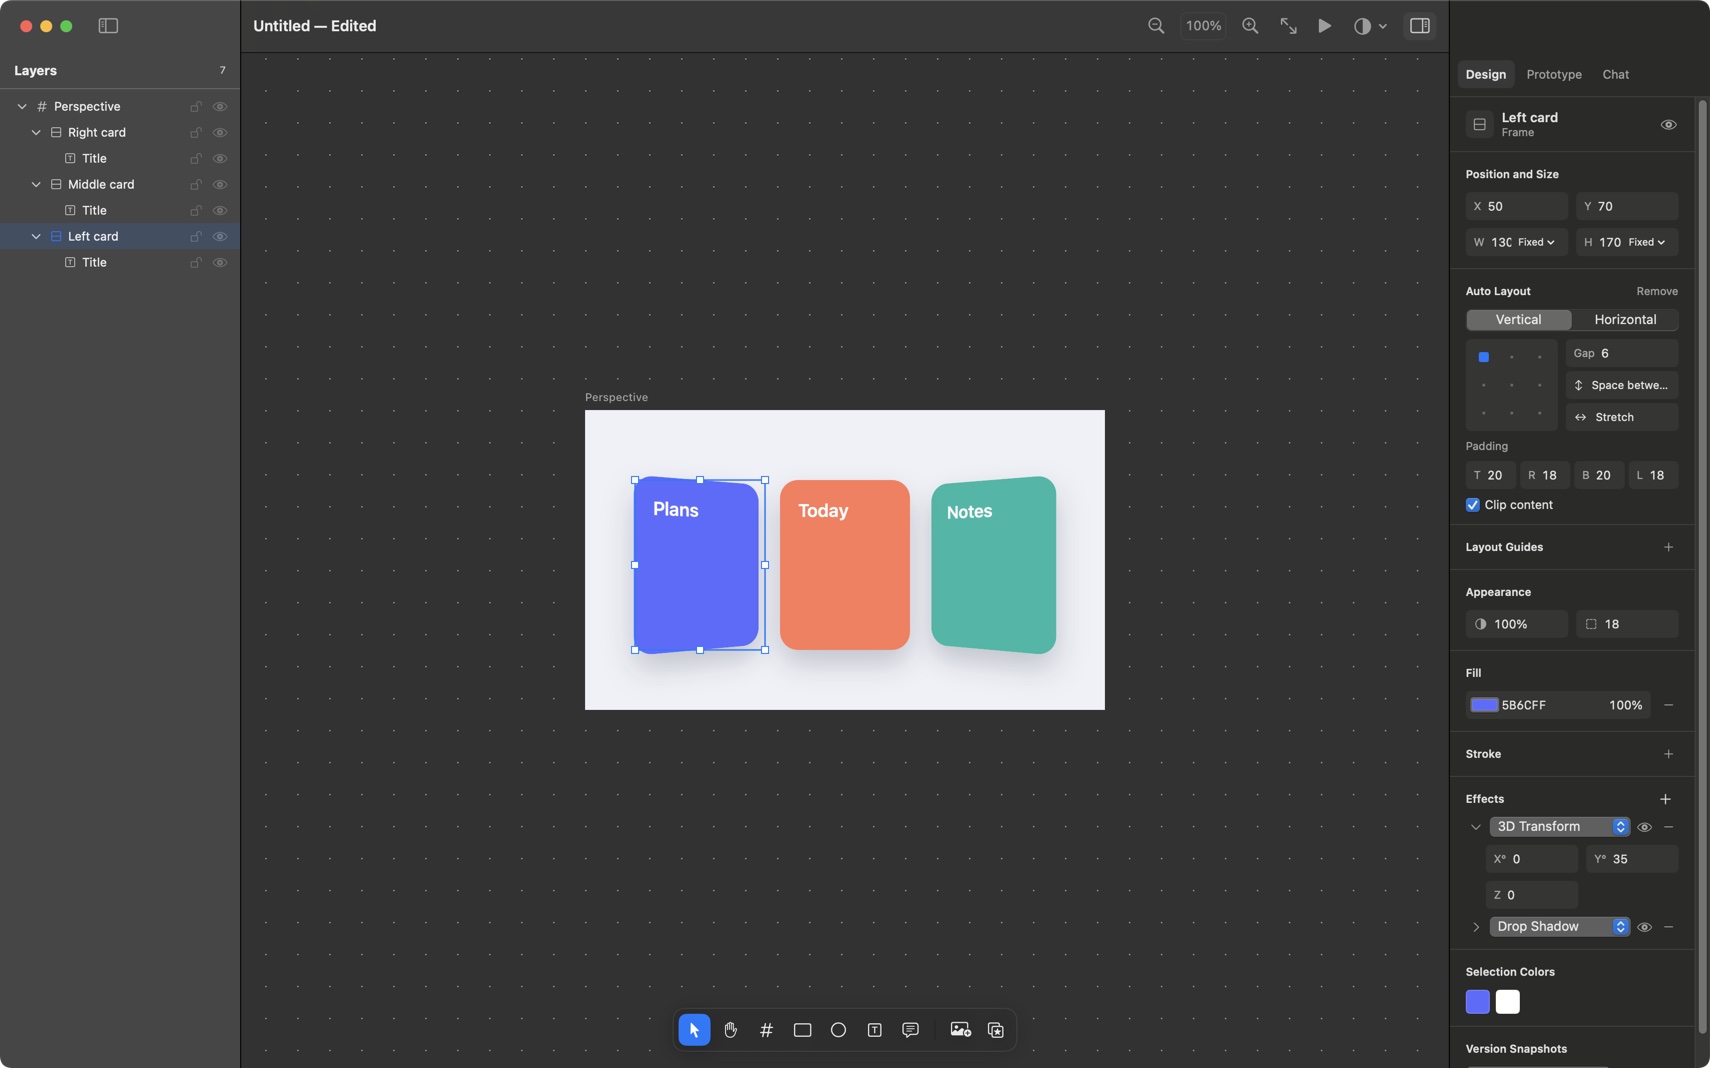 Untitled — Edited
100%
Layers
7
Perspective
Right card
Title
Middle card
Title
Left card
Title
Perspective
Plans
Today
Notes
Design
Prototype
Chat
Left card
Frame
Position and Size
X 50
Y 70
W 130 Fixed
H 170 Fixed
Auto Layout
Remove
Vertical
Horizontal
Gap 6
Space betwe...
Stretch
Padding
T 20
R 18
B 20
L 18
Clip content
Layout Guides
Appearance
100%
18
Fill
5B6CFF
100%
Stroke
Effects
3D Transform
X° 0
Y° 35
Z 0
Drop Shadow
Selection Colors
Version Snapshots